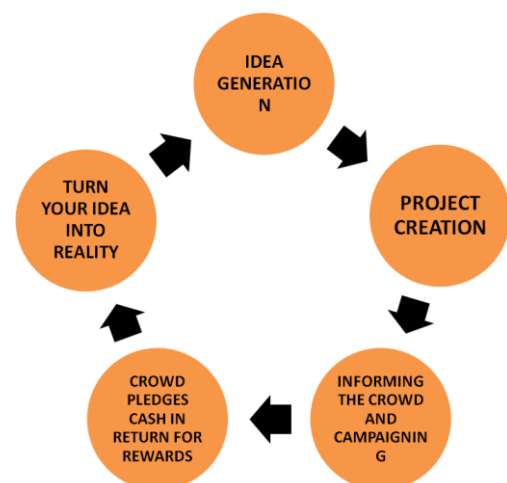 IDEA
GENERATIO
N
PROJECT
CREATION
INFORMING
THE CROWD
AND
CAMPAIGNIN
G
CROWD
PLEDGES
CASH IN
RETURN FOR
REWARDS
TURN
YOUR IDEA
INTO
REALITY